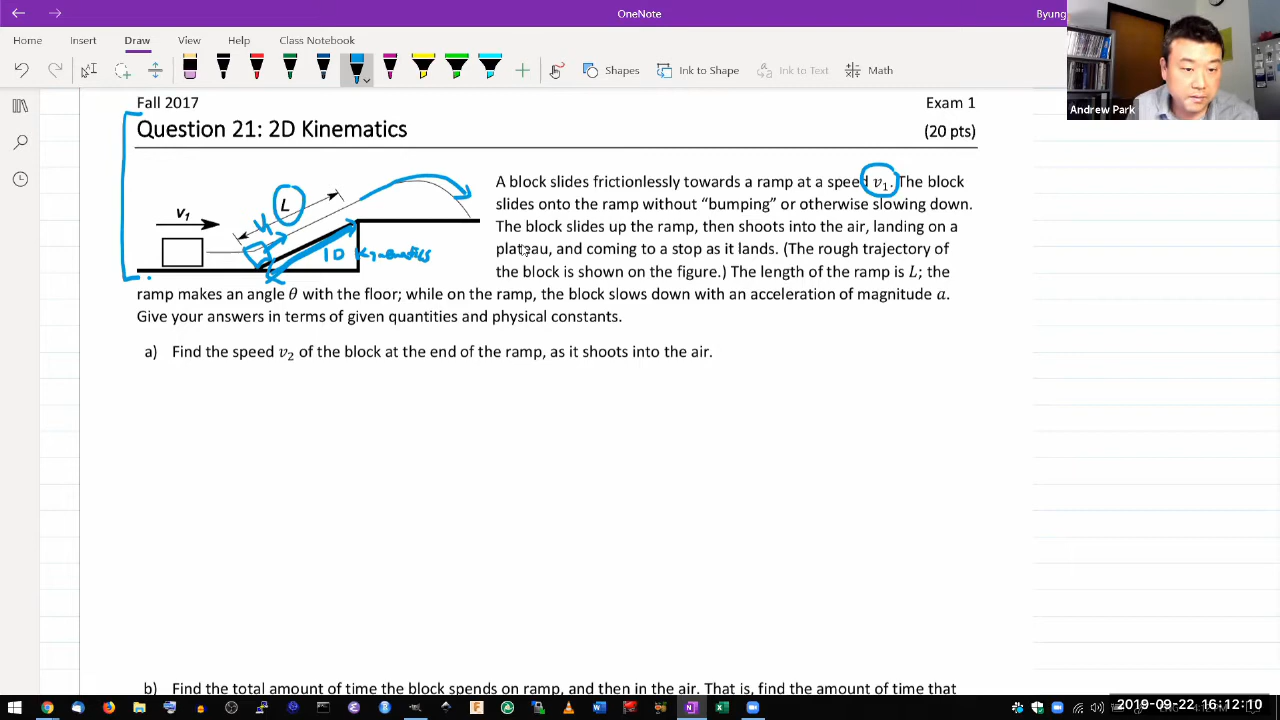 OneNote
Byung
Home
Insert
Draw
View
Help
Class Notebook
Shapes
Ink to Shape
Ink to Text
Math
Andrew Park
Fall 2017
Exam 1
Question 21: 2D Kinematics
(20 pts)
L
v1
V1
1D Kinematics
A block slides frictionlessly towards a ramp at a speed v1. The block
slides onto the ramp without “bumping” or otherwise slowing down.
The block slides up the ramp, then shoots into the air, landing on a
plateau, and coming to a stop as it lands. (The rough trajectory of
the block is shown on the figure.) The length of the ramp is L; the
ramp makes an angle θ with the floor; while on the ramp, the block slows down with an acceleration of magnitude a.
Give your answers in terms of given quantities and physical constants.
a) Find the speed v2 of the block at the end of the ramp, as it shoots into the air.
b) Find the total amount of time the block spends on ramp, and then in the air. That is, find the amount of time that
2019-09-22 16:12:10